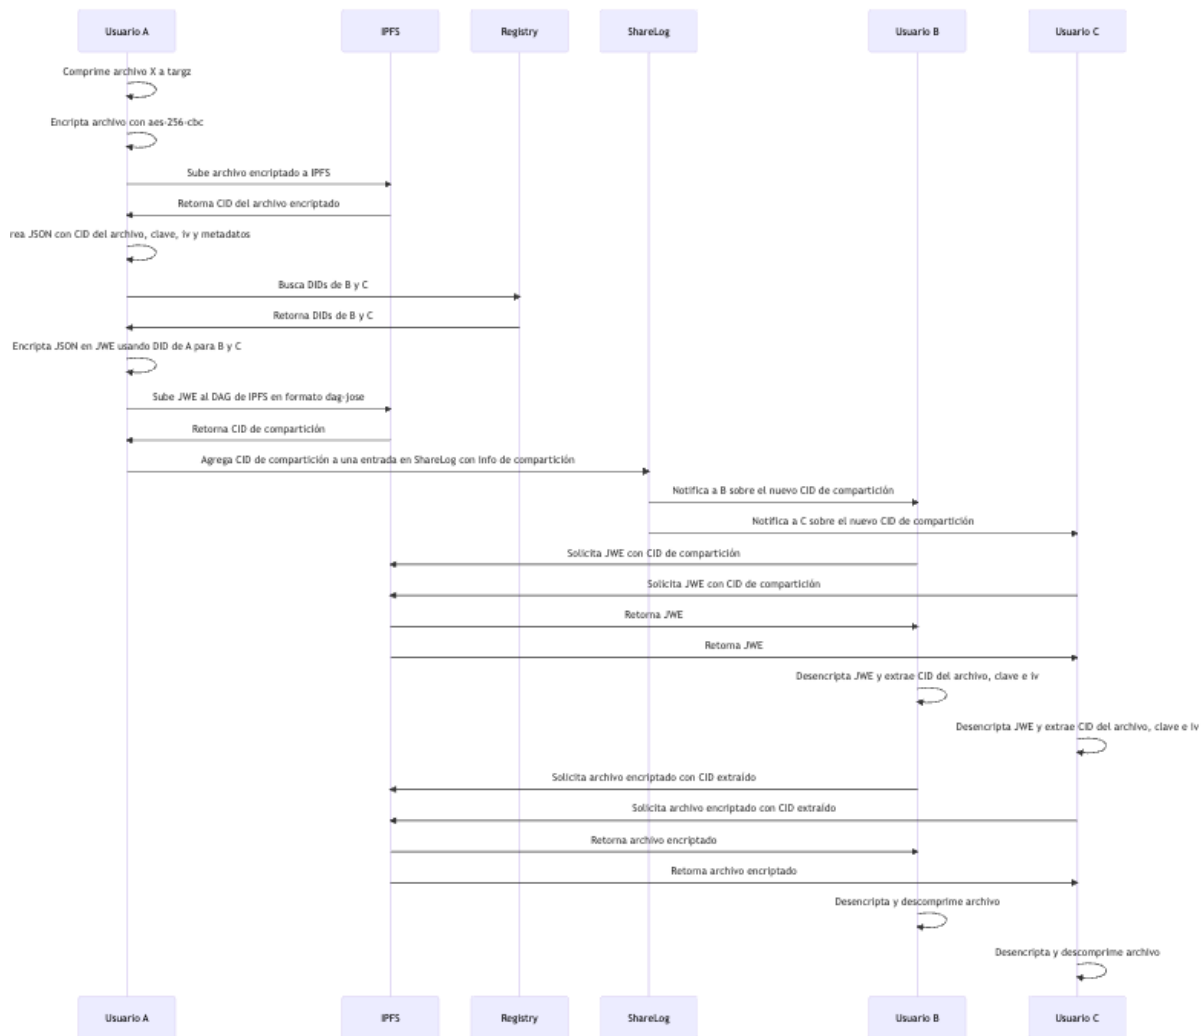 Usuario A
IPFS
Registry
ShareLog
Usuario B
Usuario C
Comprime archivo X a targz
Encripta archivo con aes-256-cbc
Sube archivo encriptado a IPFS
Retorna CID del archivo encriptado
rea JSON con CID del archivo, clave, iv y metadatos
Busca DIDs de B y C
Retorna DIDs de B y C
Encripta JSON en JWE usando DID de A para B y C
Sube JWE al DAG de IPFS en formato dag-jose
Retorna CID de compartición
Agrega CID de compartición a una entrada en ShareLog con info de compartición
Notifica a B sobre el nuevo CID de compartición
Notifica a C sobre el nuevo CID de compartición
Solicita JWE con CID de compartición
Solicita JWE con CID de compartición
Retorna JWE
Retorna JWE
Desencripta JWE y extrae CID del archivo, clave e iv
Desencripta JWE y extrae CID del archivo, clave e iv
Solicita archivo encriptado con CID extraído
Solicita archivo encriptado con CID extraído
Retorna archivo encriptado
Retorna archivo encriptado
Desencripta y descomprime archivo
Desencripta y descomprime archivo
Usuario A
IPFS
Registry
ShareLog
Usuario B
Usuario C